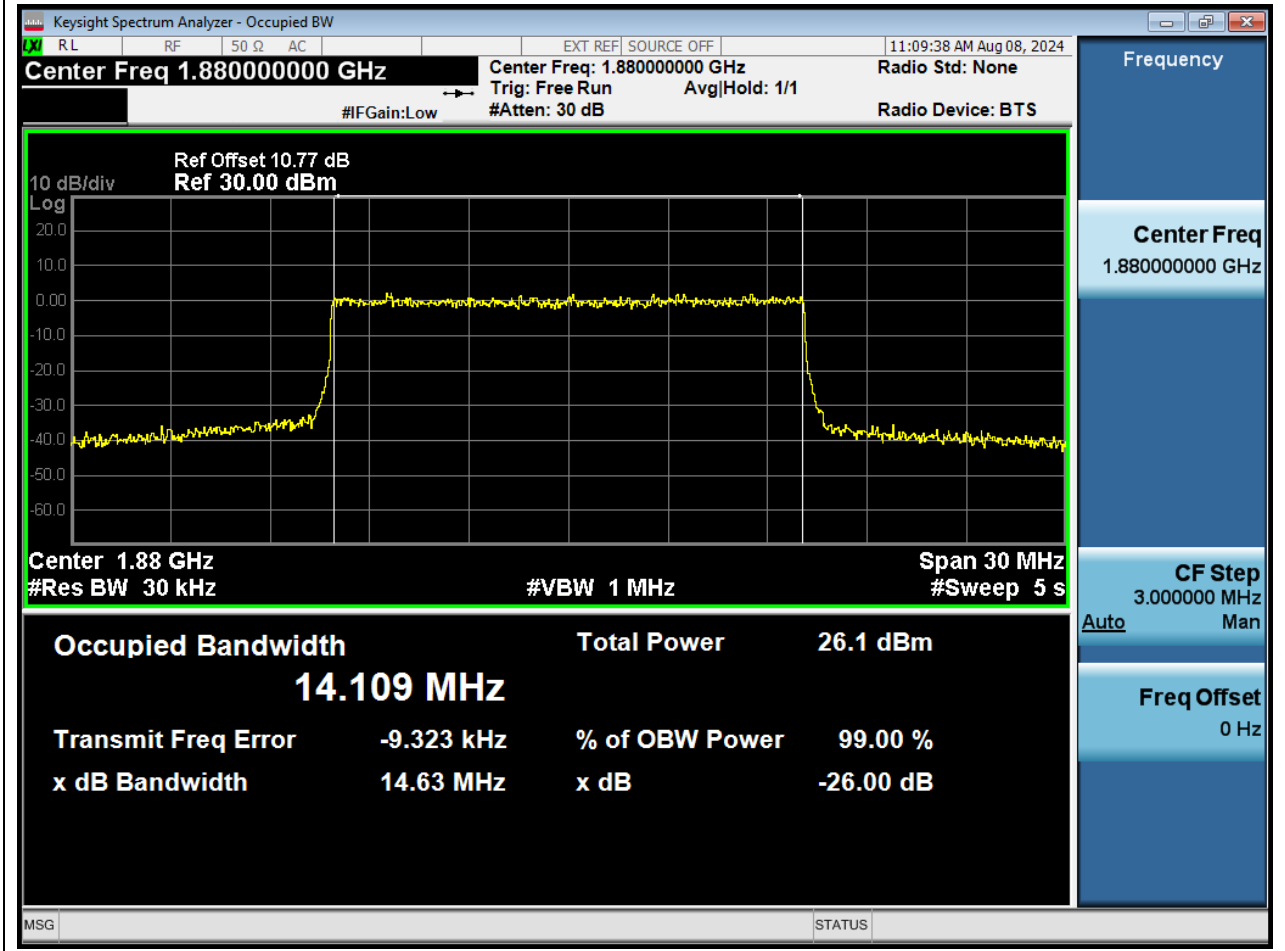 Keysight Spectrum Analyzer - Occupied BW
LXI RL RF 50 Ω AC EXT REF SOURCE OFF 11:09:38 AM Aug 08, 2024
Center Freq 1.880000000 GHz Center Freq: 1.880000000 GHz Radio Std: None
Trig: Free Run Avg|Hold: 1/1
#IFGain:Low #Atten: 30 dB Radio Device: BTS
Ref Offset 10.77 dB
10 dB/div Ref 30.00 dBm
Log
20.0
10.0
0.00
-10.0
-20.0
-30.0
-40.0
-50.0
-60.0
Center 1.88 GHz Span 30 MHz
#Res BW 30 kHz #VBW 1 MHz #Sweep 5 s
Occupied Bandwidth Total Power 26.1 dBm
14.109 MHz
Transmit Freq Error -9.323 kHz % of OBW Power 99.00 %
x dB Bandwidth 14.63 MHz x dB -26.00 dB
Frequency
Center Freq
1.880000000 GHz
CF Step
3.000000 MHz
Auto Man
Freq Offset
0 Hz
MSG STATUS